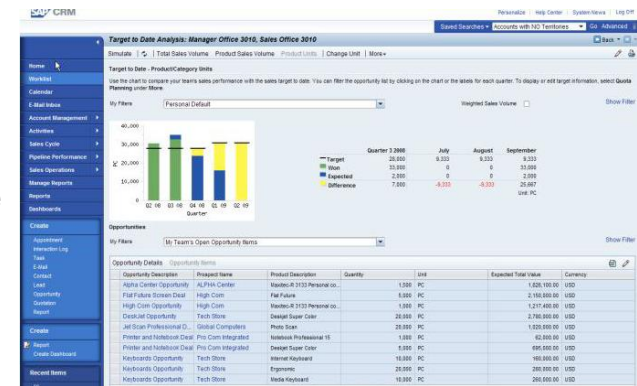 SAP CRM
Personalize | Help Center | System News | Log Off
Saved Searches Accounts with NO Territories Go Advanced
Target to Date Analysis: Manager Office 3010, Sales Office 3010
Back
Simulate | Total Sales Volume Product Sales Volume Product Units | Change Unit | More
Home
Worklist
Calendar
E-Mail Inbox
Account Management
Activities
Sales Cycle
Pipeline Performance
Sales Operations
Manage Reports
Reports
Dashboards
Create
Appointment
Interaction Log
Task
E-Mail
Contact
Lead
Opportunity
Quotation
Report
Create
Report
Create Dashboard
Recent Items
Target to Date - Product/Category Units
Use the chart to compare your team's sales performance with the sales target to date. You can filter the opportunity list by clicking on the chart or the labels for each quarter. To display or edit target information, select Quota Planning under More.
My Filters Personal Default Weighted Sales Volume Show Filter
40,000
30,000
PC 20,000
10,000
0
Q2 08 Q3 08 Q4 08 Q1 09 Q2 09
Quarter
Quarter 3 2008 July August September
Target 28,000 9,333 9,333 9,333
Won 33,000 0 0 33,000
Expected 2,000 0 0 2,000
Difference 7,000 -9,333 -9,333 25,667
Unit: PC
Opportunities
My Filters My Team's Open Opportunity Items Show Filter
Opportunity Details Opportunity Items
Opportunity Description Prospect Name Product Description Quantity Unit Expected Total Value Currency
Alpha Center Opportunity ALPHA Center Maxitec-R 3133 Personal co... 1,500 PC 1,025,100.00 USD
Flat Future Screen Deal High Corn Flat Future 5,000 PC 2,150,000.00 USD
High Corn Opportunity High Corn Maxitec-R 3133 Personal co... 1,500 PC 1,217,400.00 USD
DeskJet Opportunity Tech Store Deskjet Super Color 20,000 PC 2,780,000.00 USD
Jet Scan Professional D... Global Computers Photo Scan 20,000 PC 1,020,000.00 USD
Printer and Notebook Deal Pro Com Integrated Notebook Professional 15 1,000 PC USD
Printer and Notebook Deal Pro Com Integrated Deskjet Super Color 5,000 PC 695,000.00 USD
Keyboards Opportunity Tech Store Internet Keyboard 10,000 PC 160,000.00 USD
Keyboards Opportunity Tech Store Ergonomic 20,000 PC 280,000.00 USD
Keyboards Opportunity Tech Store Media Keyboard 10,000 PC 260,000.00 USD